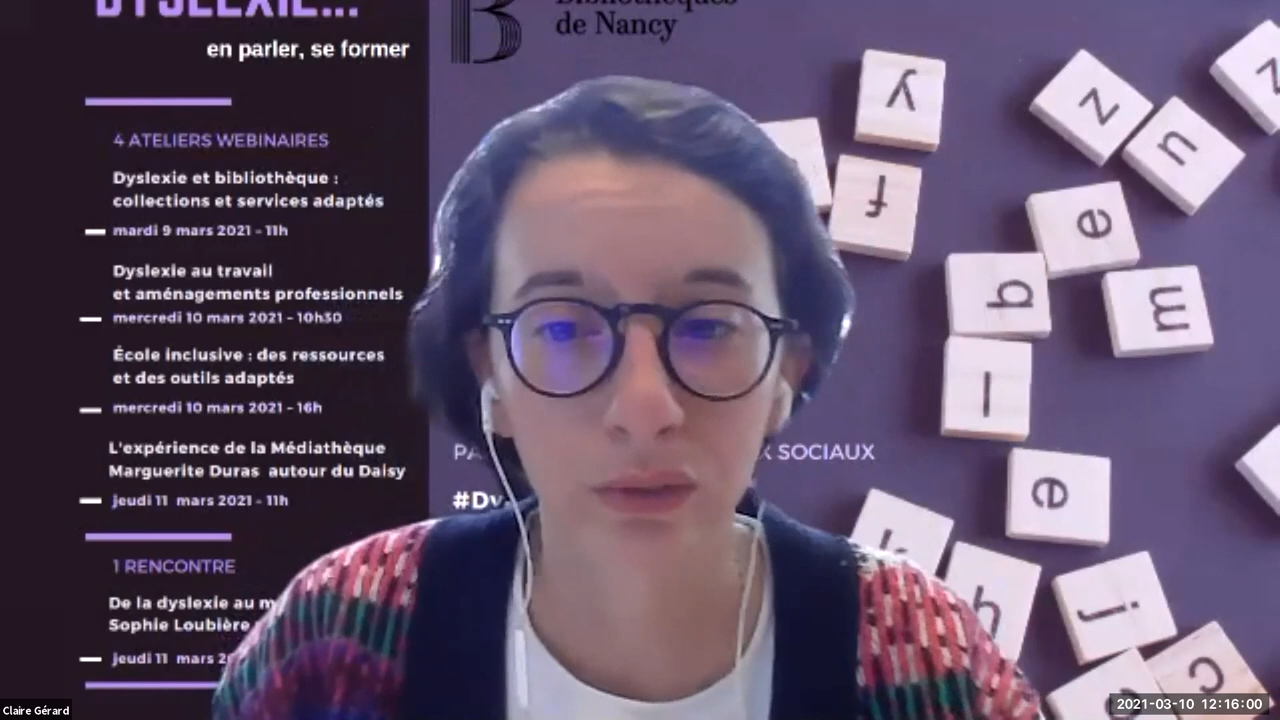 DYSLEXIE...
en parler, se former
Bibliothèques
de Nancy
4 ATELIERS WEBINAIRES
Dyslexie et bibliothèque :
collections et services adaptés
mardi 9 mars 2021 - 11h
Dyslexie au travail
et aménagements professionnels
mercredi 10 mars 2021 - 10h30
École inclusive : des ressources
et des outils adaptés
mercredi 10 mars 2021 - 16h
L'expérience de la Médiathèque
Marguerite Duras autour du Daisy
jeudi 11 mars 2021 - 11h
1 RENCONTRE
De la dyslexie au
Sophie Loubière
jeudi 11 mars
SOCIAUX
y
z
z
u
f
e
b
m
l
e
h
j
c
Claire Gérard
2021-03-10 12:16:00